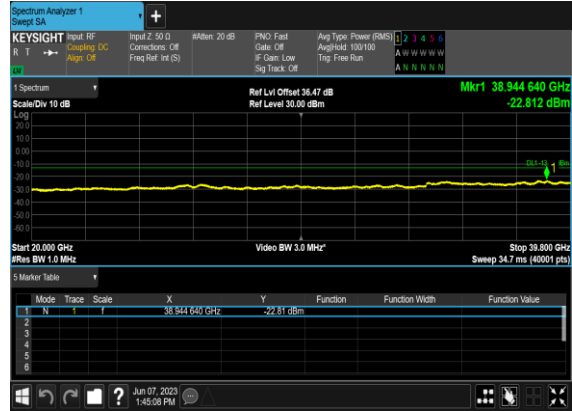 Spectrum Analyzer 1
Swept SA
+
KEYSIGHT Input: RF Input Z: 50 Ω #Atten: 20 dB PNO: Fast Avg Type: Power (RMS) 1 2 3 4 5 6
R T Coupling: DC Corrections: Off Gate: Off Avg|Hold: 100/100 A W W W W W
Align: Off Freq Ref: Int (S) IF Gain: Low Trig: Free Run
LW Sig Track: Off A N N N N N
1 Spectrum Ref Lvl Offset 36.47 dB Mkr1 38.944 640 GHz
Scale/Div 10 dB Ref Level 30.00 dBm -22.812 dBm
Log
20.0
10.0
0.00
-10.0
DL1 -13 dBm
1
-20.0
-30.0
-40.0
-50.0
-60.0
Start 20.000 GHz Video BW 3.0 MHz* Stop 39.800 GHz
#Res BW 1.0 MHz Sweep 34.7 ms (40001 pts)
5 Marker Table
Mode Trace Scale X Y Function Function Width Function Value
1 N 1 f 38.944 640 GHz -22.81 dBm
2
3
4
5
6
? Jun 07, 2023
1:45:08 PM